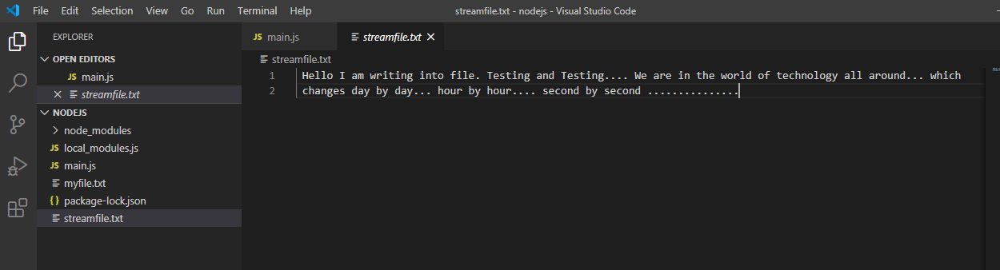 File Edit Selection View Go Run Terminal Help streamfile.txt - nodejs - Visual Studio Code
EXPLORER
OPEN EDITORS
JS main.js
streamfile.txt
NODEJS
node_modules
JS local_modules.js
JS main.js
myfile.txt
{} package-lock.json
streamfile.txt
JS main.js streamfile.txt
streamfile.txt
1 Hello I am writing into file. Testing and Testing.... We are in the world of technology all around... which
2 changes day by day... hour by hour.... second by second ...............